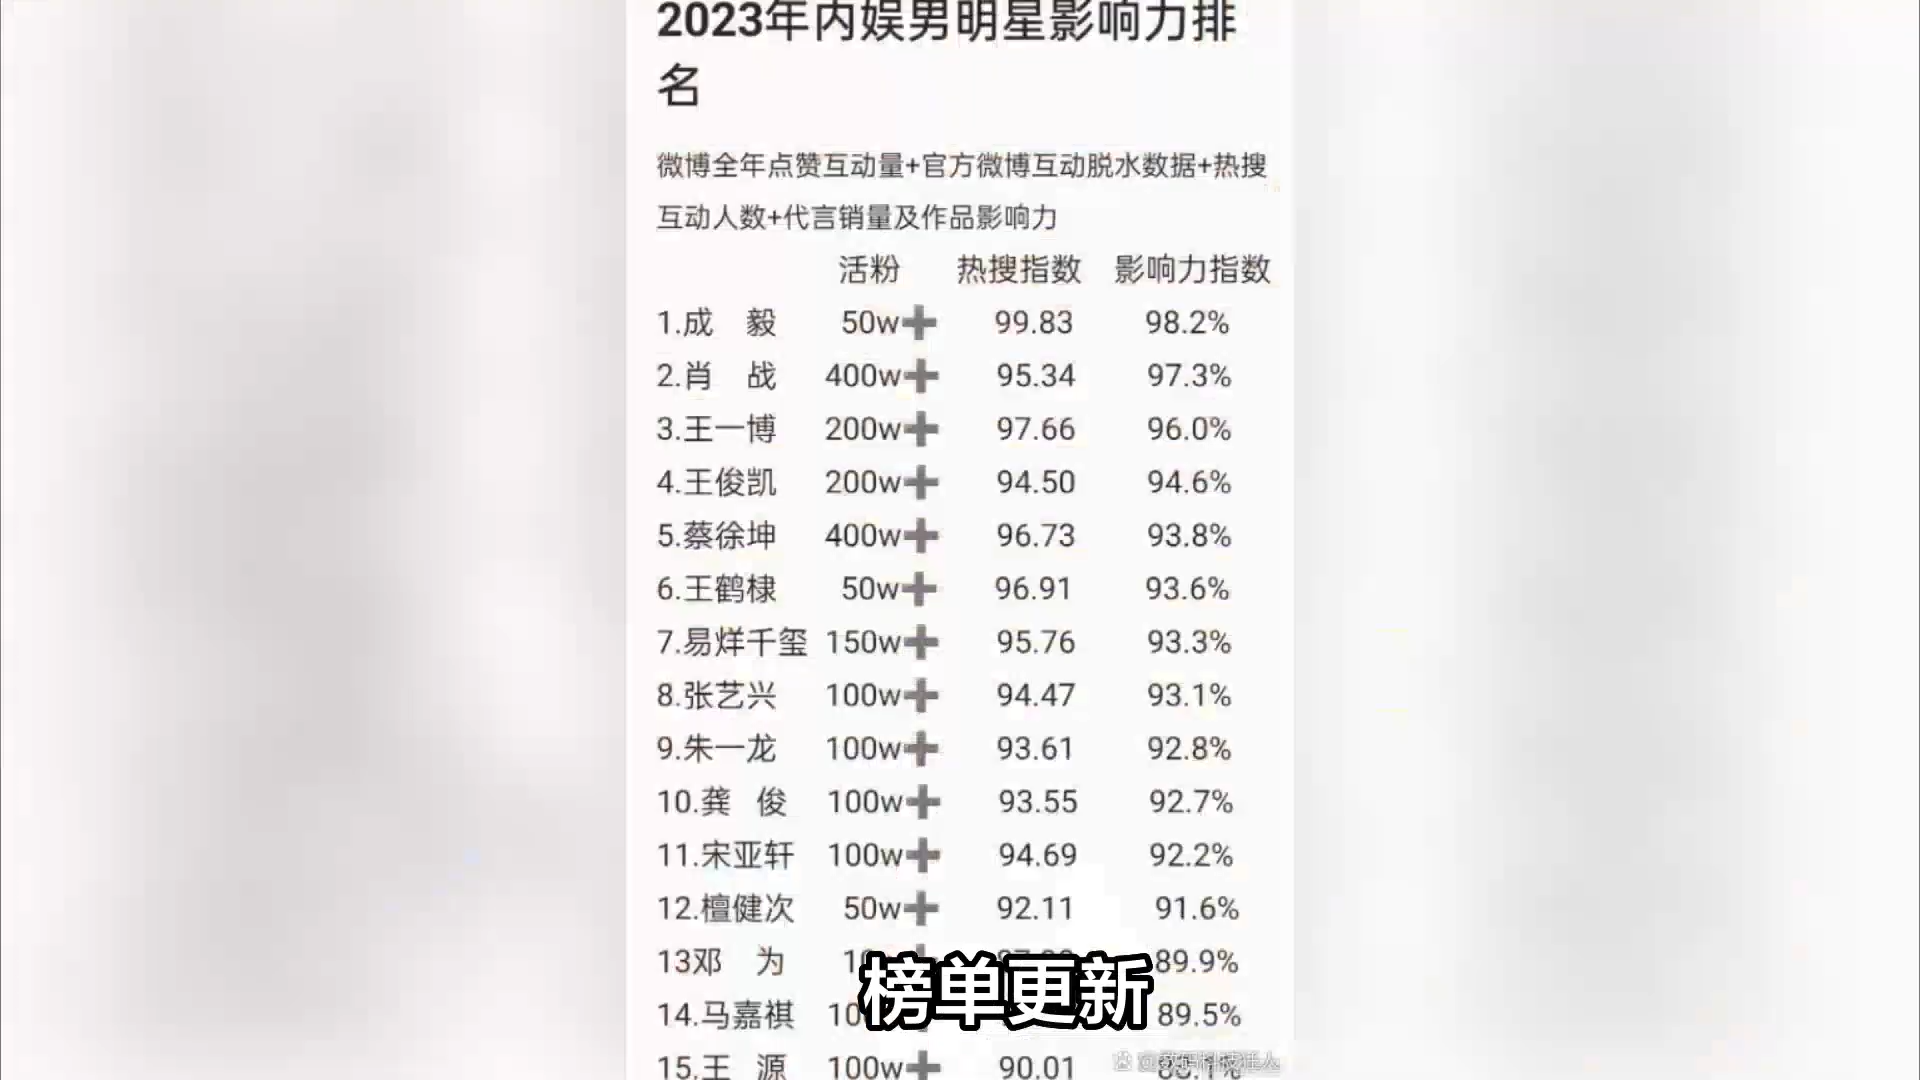 2023年内娱男明星影响力排
名
微博全年点赞互动量+官方微博互动脱水数据+热搜
互动人数+代言销量及作品影响力
活粉 热搜指数 影响力指数
1.成 毅 50w➕ 99.83 98.2%
2.肖 战 400w➕ 95.34 97.3%
3.王一博 200w➕ 97.66 96.0%
4.王俊凯 200w➕ 94.50 94.6%
5.蔡徐坤 400w➕ 96.73 93.8%
6.王鹤棣 50w➕ 96.91 93.6%
7.易烊千玺 150w➕ 95.76 93.3%
8.张艺兴 100w➕ 94.47 93.1%
9.朱一龙 100w➕ 93.61 92.8%
10.龚 俊 100w➕ 93.55 92.7%
11.宋亚轩 100w➕ 94.69 92.2%
12.檀健次 50w➕ 92.11 91.6%
13邓 为 89.9%
14.马嘉祺 89.5%
榜单更新
15.王 源 100w➕ 90.01